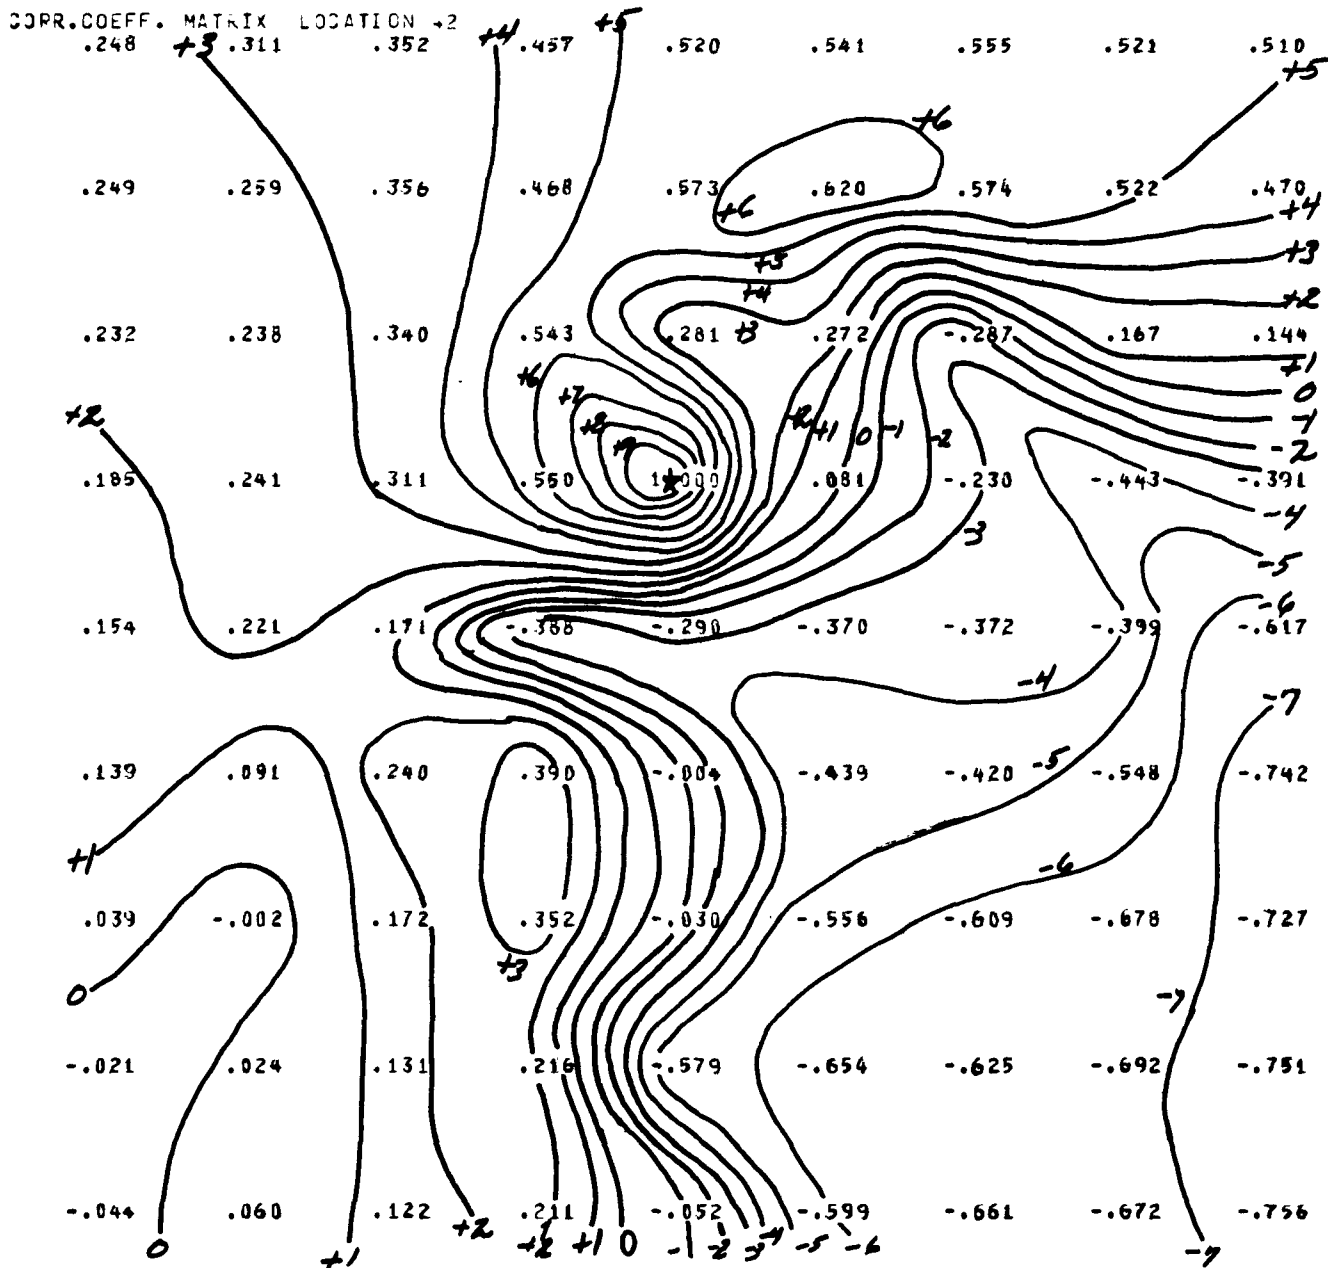 CORR.COEFF. MATRIX LOCATION +2
.248 +3 .311 .352 +4 .457 +5 .520 .541 .555 .521 .510
+5
+6
.249 .259 .356 .468 .573 .620 .574 .522 .470
+6 +4
+5 +3
+4 +2
.232 .238 .340 .543 .281 +3 .272 -.287 .167 .144
+1
+6 0
+7 -1
+2 +8 +2 +1 0 -1 -2 -2
+9
.185 .241 .311 .550 1.000 .081 -.230 -.443 -.391
-4
-3
-5
-6
.154 .221 .171 -.388 -.290 -.370 -.372 -.399 -.617
-4 -7
-5
.139 .091 .240 .390 -.004 -.439 -.420 -.548 -.742
+1 -6
.039 -.002 .172 .352 -.030 -.556 -.609 -.678 -.727
+3
0 -7
-.021 .024 .131 .216 -.579 -.654 -.625 -.692 -.751
-.044 .060 .122 .211 -.052 -.599 -.661 -.672 -.756
0 +1 +2 +2 +1 0 -1 -2 -3 -4 -5 -6 -7